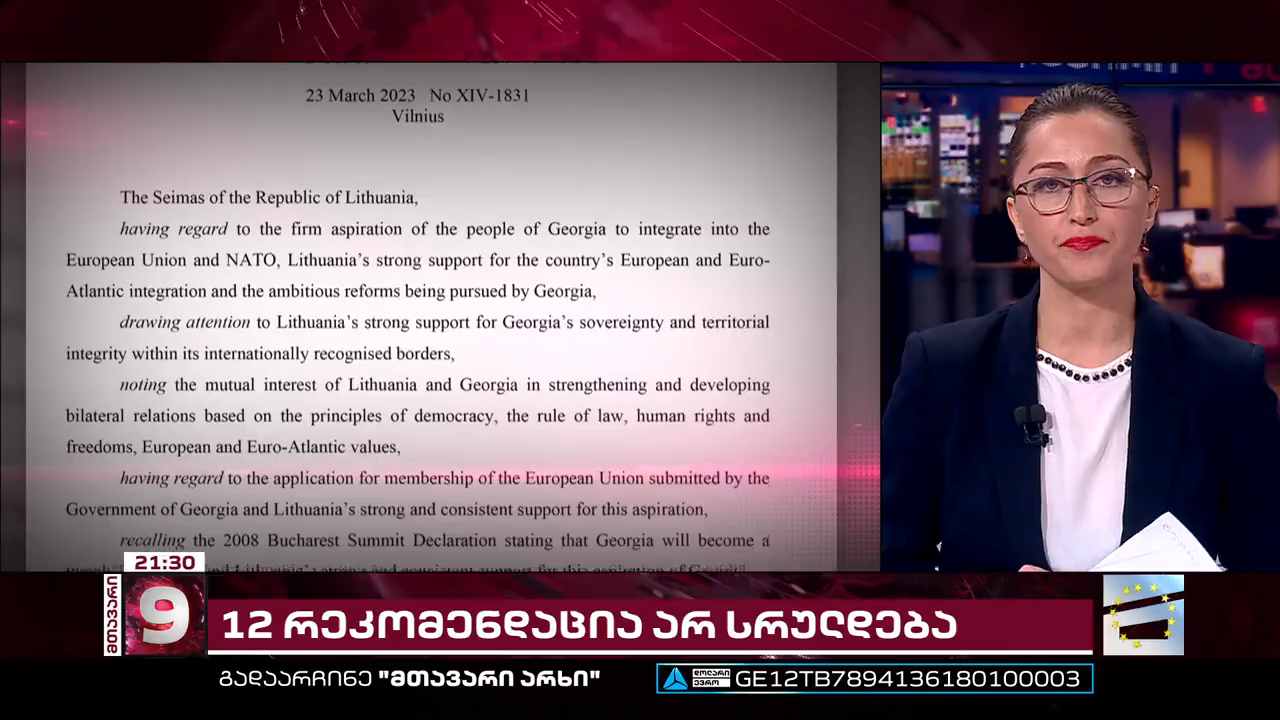 23 March 2023 No XIV-1831
Vilnius
The Seimas of the Republic of Lithuania,
having regard to the firm aspiration of the people of Georgia to integrate into the
European Union and NATO, Lithuania's strong support for the country's European and Euro-
Atlantic integration and the ambitious reforms being pursued by Georgia,
drawing attention to Lithuania's strong support for Georgia's sovereignty and territorial
integrity within its internationally recognised borders,
noting the mutual interest of Lithuania and Georgia in strengthening and developing
bilateral relations based on the principles of democracy, the rule of law, human rights and
freedoms, European and Euro-Atlantic values,
having regard to the application for membership of the European Union submitted by the
Government of Georgia and Lithuania's strong and consistent support for this aspiration,
recalling the 2008 Bucharest Summit Declaration stating that Georgia will become a
21:30
მთავარი
9
12 რეკომენდაცია არ სრულდება
გადაარჩინე "მთავარი არხი"
დოლარი
ევრო
GE12TB7894136180100003